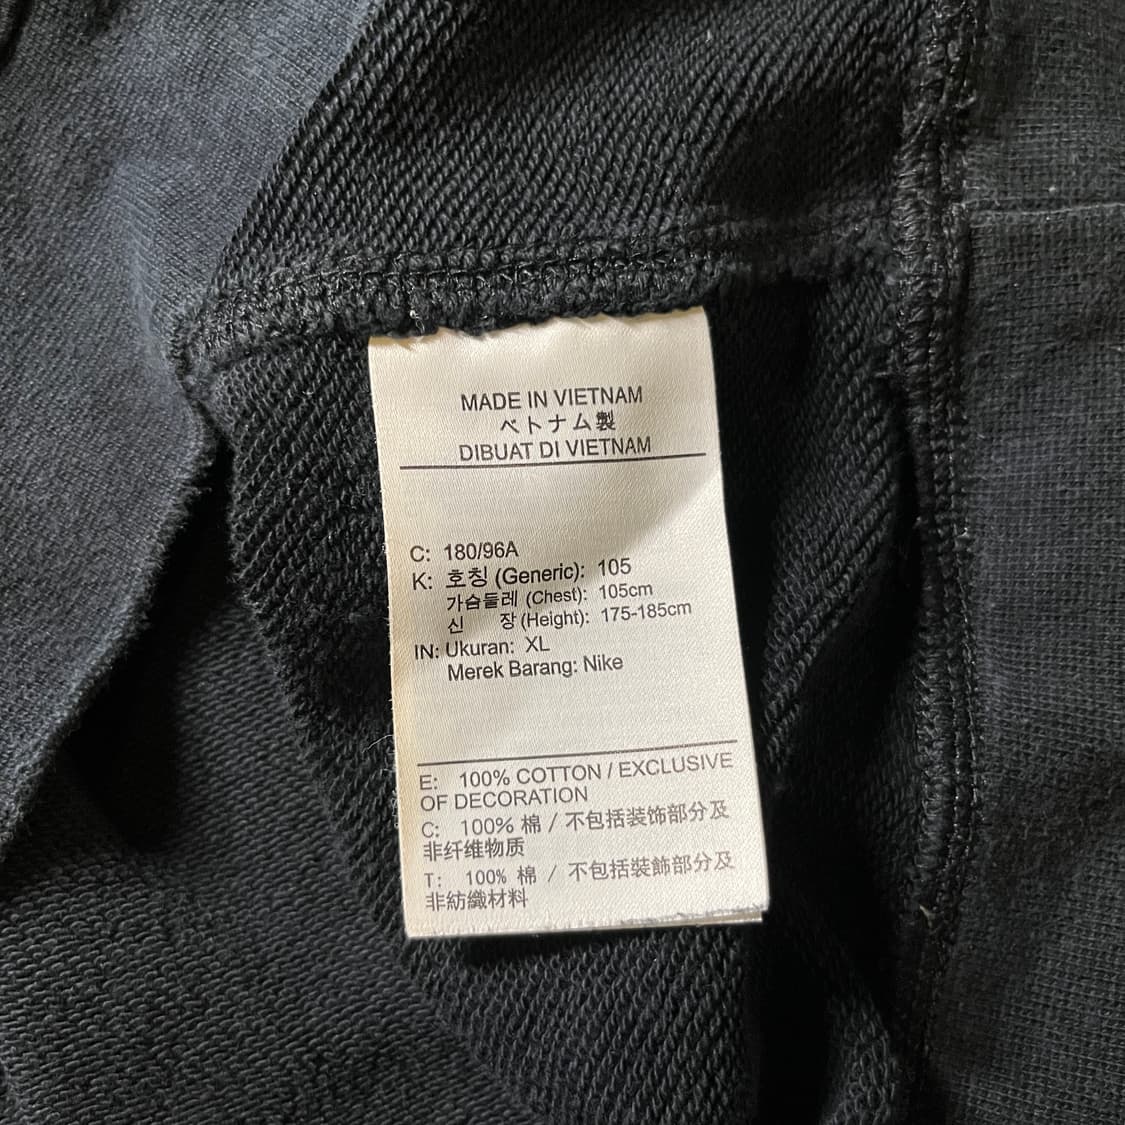 MADE IN VIETNAM
ベトナム製
DIBUAT DI VIETNAM
C: 180/96A
K: 호칭 (Generic): 105
가슴둘레 (Chest): 105cm
신 장 (Height): 175-185cm
IN: Ukuran: XL
Merek Barang: Nike
E: 100% COTTON / EXCLUSIVE
OF DECORATION
C: 100% 棉 / 不包括装饰部分及
非纤维物质
T: 100% 棉 / 不包括裝飾部分及
非紡織材料